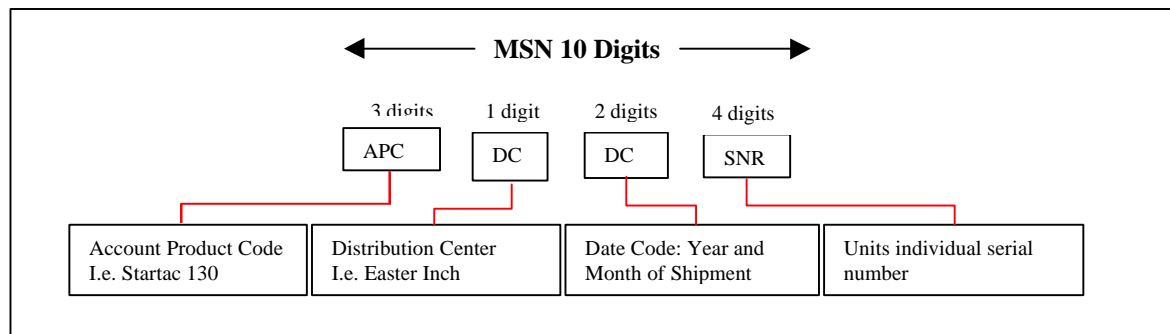 MSN 10 Digits
3 digits 1 digit 2 digits 4 digits
APC DC DC SNR
Account Product Code
I.e. Startac 130
Distribution Center
I.e. Easter Inch
Date Code: Year and
Month of Shipment
Units individual serial
number